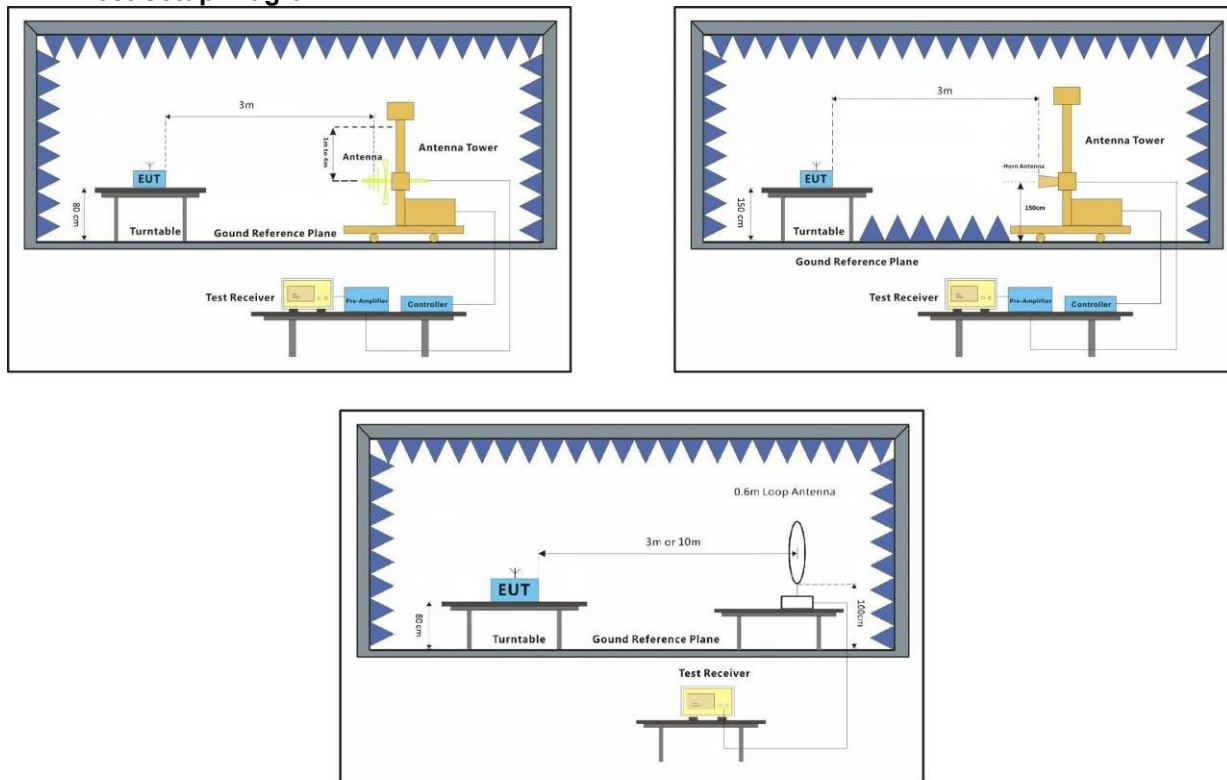 3m
1m to 4m
Antenna
Antenna Tower
EUT
80 cm
Turntable
Gound Reference Plane
Test Receiver
Pre-Amplifier
Controller
3m
Horn Antenna
Antenna Tower
EUT
150 cm
150cm
Turntable
Gound Reference Plane
Test Receiver
Pre-Amplifier
Controller
0.6m Loop Antenna
3m or 10m
EUT
80 cm
100cm
Turntable
Gound Reference Plane
Test Receiver